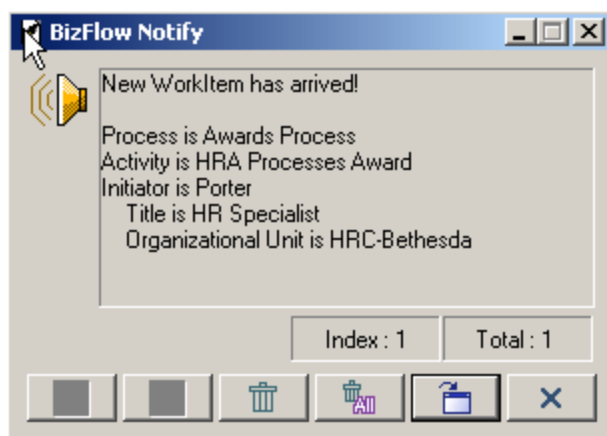 BizFlow Notify
New WorkItem has arrived!
Process is Awards Process
Activity is HRA Processes Award
Initiator is Porter
Title is HR Specialist
Organizational Unit is HRC-Bethesda
Index : 1
Total : 1
All